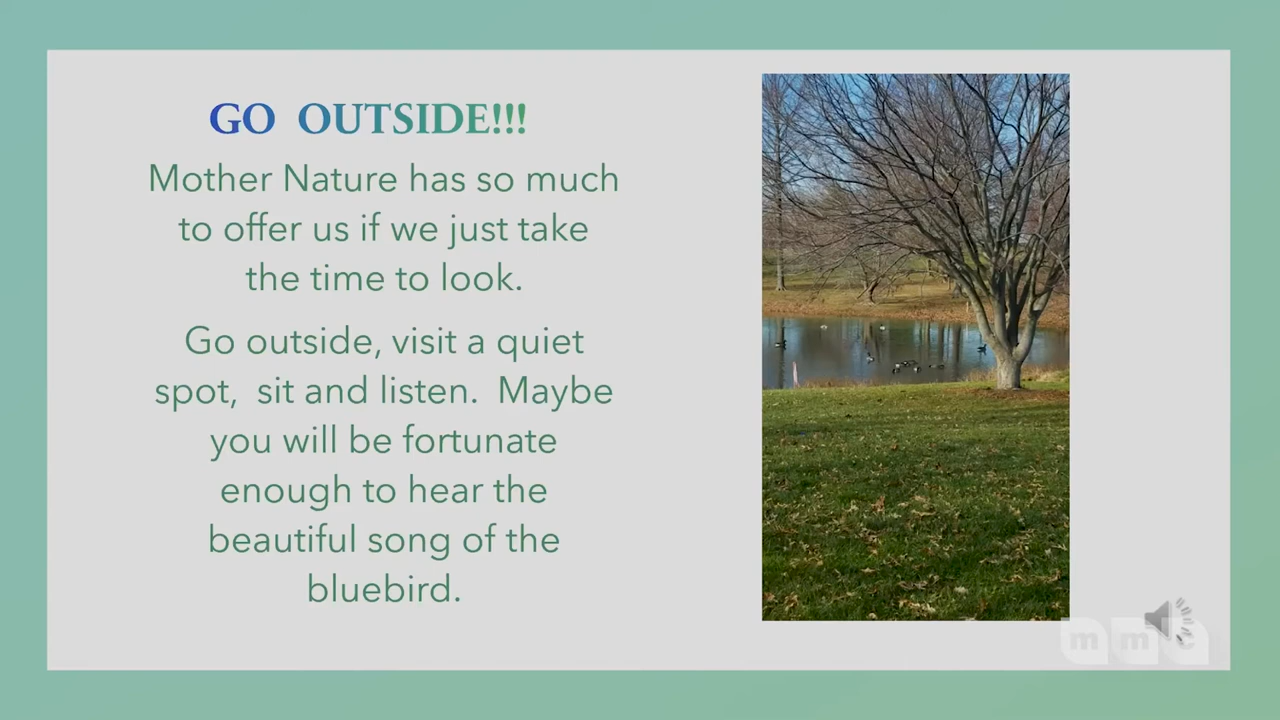 GO OUTSIDE!!!
Mother Nature has so much
to offer us if we just take
the time to look.
Go outside, visit a quiet
spot, sit and listen. Maybe
you will be fortunate
enough to hear the
beautiful song of the
bluebird.
mmc